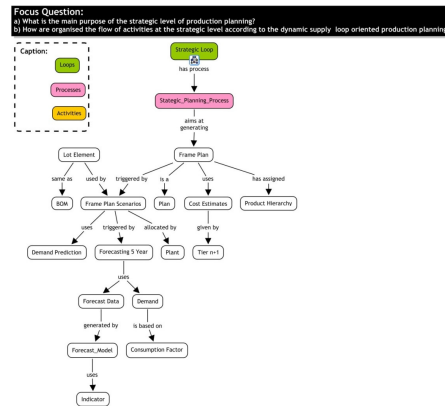 Focus Question:
a) What is the main purpose of the strategic level of production planning?
b) How are organised the flow of activities at the strategic level according to the dynamic supply loop oriented production planning
Caption:
Loops
Processes
Activities
Strategic Loop
has process
Stategic_Planning_Process
aims at
generating
Lot Element
Frame Plan
same as
used by
triggered by
is a
uses
has assigned
BOM
Frame Plan Scenarios
Plan
Cost Estimates
Product Hierarchy
uses
triggered by
allocated by
given by
Demand Prediction
Forecasting 5 Year
Plant
Tier n+1
uses
Forecast Data
Demand
generated by
is based on
Forecast_Model
Consumption Factor
uses
Indicator